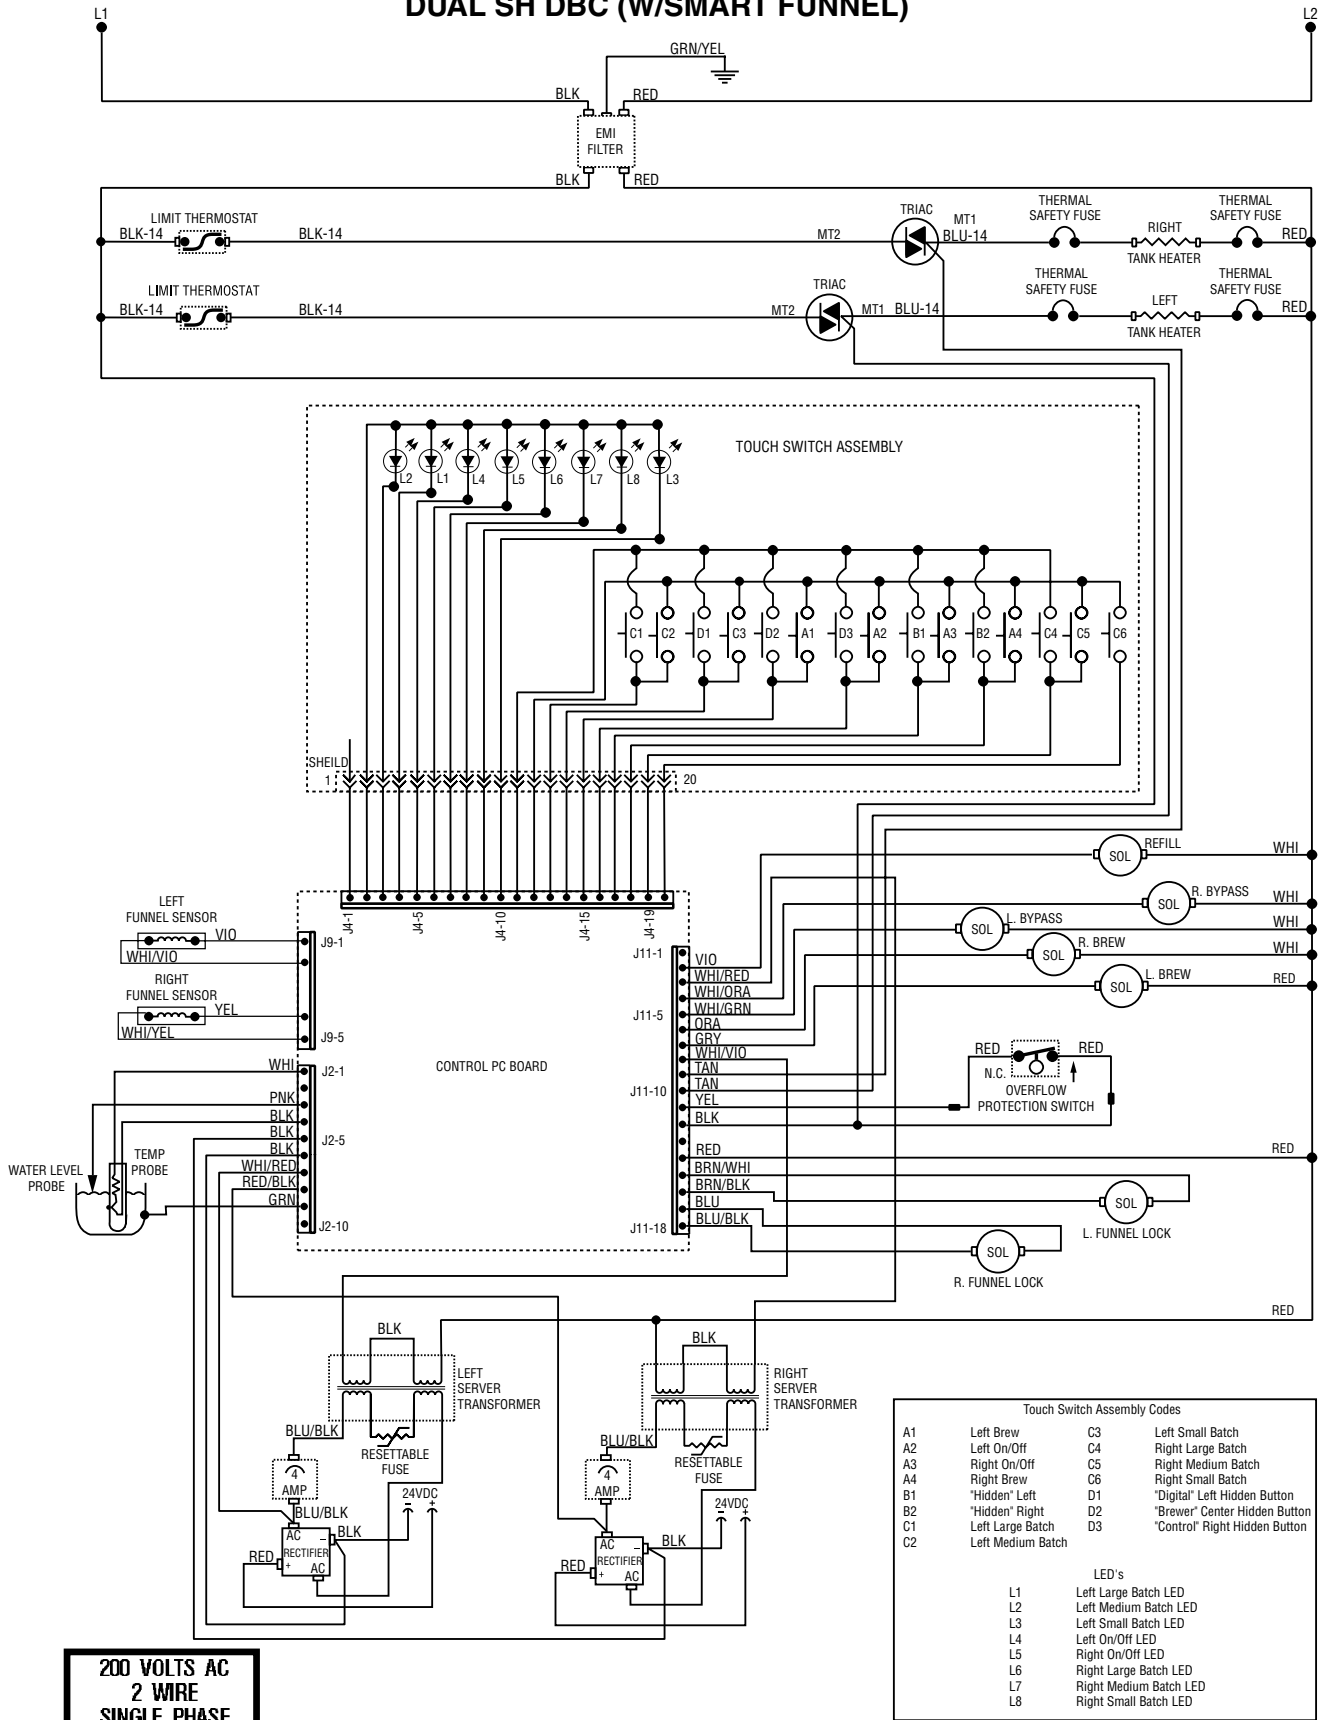 DUAL SH DBC (W/SMART FUNNEL)
L1
L2
GRN/YEL
BLK
RED
EMI
FILTER
BLK
RED
LIMIT THERMOSTAT
BLK-14
BLK-14
MT2
TRIAC
MT1
BLU-14
THERMAL
SAFETY FUSE
RIGHT
TANK HEATER
THERMAL
SAFETY FUSE
RED
LIMIT THERMOSTAT
BLK-14
BLK-14
MT2
TRIAC
MT1
BLU-14
THERMAL
SAFETY FUSE
LEFT
TANK HEATER
THERMAL
SAFETY FUSE
RED
TOUCH SWITCH ASSEMBLY
L2
L1
L4
L5
L6
L7
L8
L3
C1
C2
D1
C3
D2
A1
D3
A2
B1
A3
B2
A4
C4
C5
C6
SHEILD
1
20
J4-1
J4-5
J4-10
J4-15
J4-19
LEFT
FUNNEL SENSOR
VIO
WHI/VIO
RIGHT
FUNNEL SENSOR
YEL
WHI/YEL
J9-1
J9-5
CONTROL PC BOARD
WHI
PNK
BLK
BLK
BLK
WHI/RED
RED/BLK
GRN
J2-1
J2-5
J2-10
WATER LEVEL
PROBE
TEMP
PROBE
J11-1
J11-5
J11-10
J11-18
VIO
WHI/RED
WHI/ORA
WHI/GRN
ORA
GRY
WHI/VIO
TAN
TAN
YEL
BLK
RED
BRN/WHI
BRN/BLK
BLU
BLU/BLK
SOL
REFILL
WHI
SOL
R. BYPASS
WHI
SOL
L. BYPASS
WHI
SOL
R. BREW
WHI
SOL
L. BREW
RED
RED
RED
N.C.
OVERFLOW
PROTECTION SWITCH
RED
SOL
L. FUNNEL LOCK
SOL
R. FUNNEL LOCK
RED
BLK
LEFT
SERVER
TRANSFORMER
BLU/BLK
RESETTABLE
FUSE
4
AMP
BLU/BLK
24VDC
-
+
AC
-
RECTIFIER
+
AC
BLK
RED
BLK
RIGHT
SERVER
TRANSFORMER
BLU/BLK
RESETTABLE
FUSE
4
AMP
24VDC
-
+
AC
-
RECTIFIER
+
AC
BLK
RED
Touch Switch Assembly Codes
A1 Left Brew C3 Left Small Batch
A2 Left On/Off C4 Right Large Batch
A3 Right On/Off C5 Right Medium Batch
A4 Right Brew C6 Right Small Batch
B1 "Hidden" Left D1 "Digital" Left Hidden Button
B2 "Hidden" Right D2 "Brewer" Center Hidden Button
C1 Left Large Batch D3 "Control" Right Hidden Button
C2 Left Medium Batch
LED's
L1 Left Large Batch LED
L2 Left Medium Batch LED
L3 Left Small Batch LED
L4 Left On/Off LED
L5 Right On/Off LED
L6 Right Large Batch LED
L7 Right Medium Batch LED
L8 Right Small Batch LED
200 VOLTS AC
2 WIRE
SINGLE PHASE